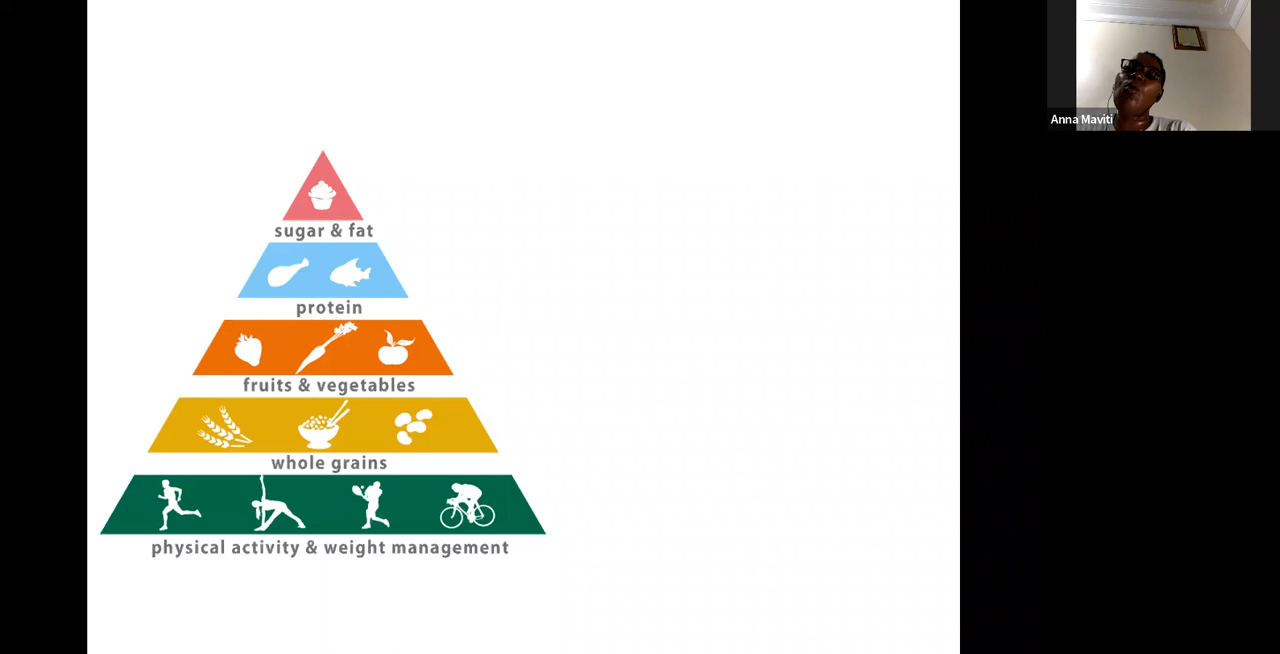 Anna Maviti
sugar & fat
protein
fruits & vegetables
whole grains
physical activity & weight management